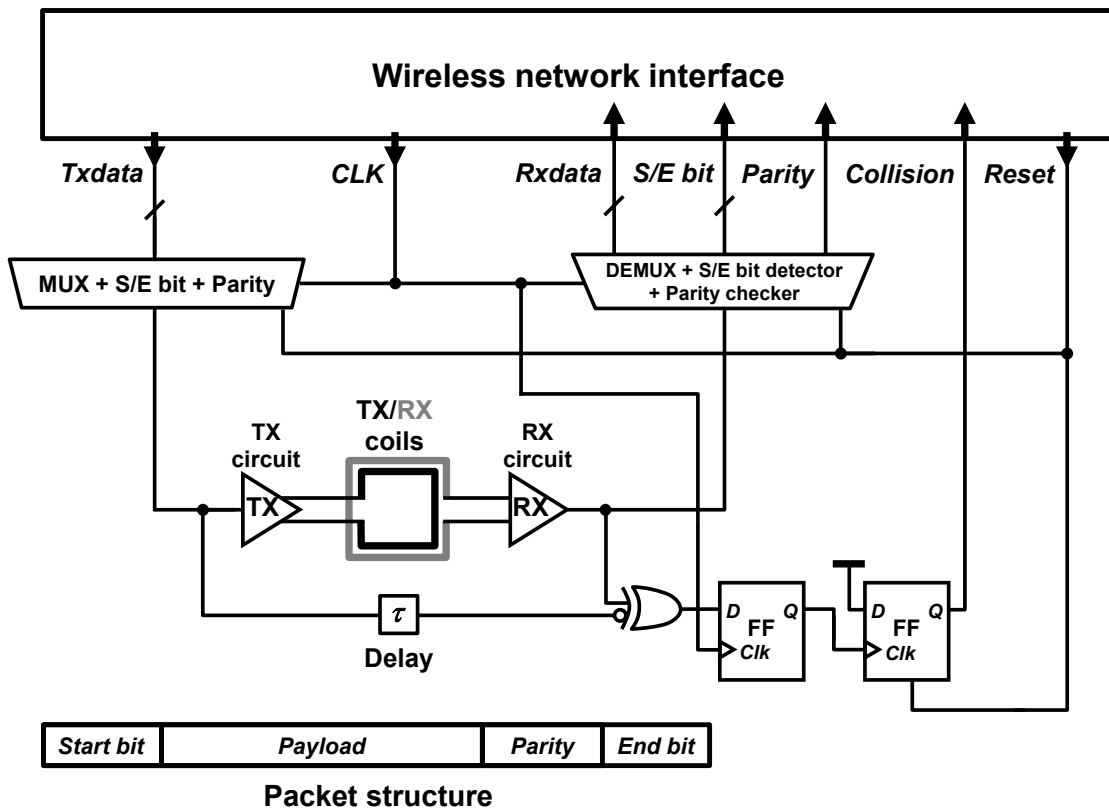 Wireless network interface
Txdata
CLK
Rxdata
S/E bit
Parity
Collision
Reset
MUX + S/E bit + Parity
DEMUX + S/E bit detector
+ Parity checker
TX
circuit
TX/RX
coils
RX
circuit
TX
RX
τ
Delay
D
Q
FF
Clk
D
Q
FF
Clk
Start bit
Payload
Parity
End bit
Packet structure